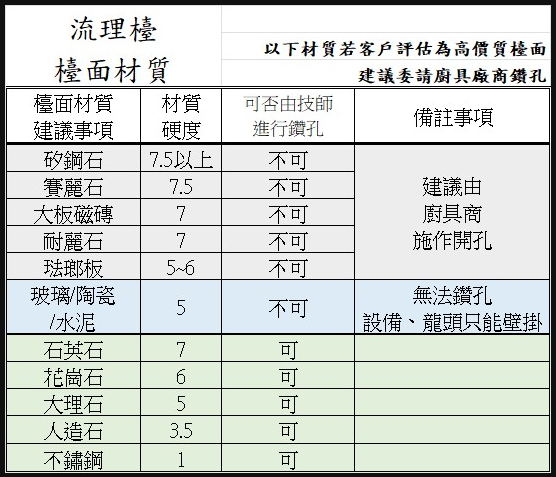 流理檯
檯面材質
以下材質若客戶評估為高價質檯面
建議委請廚具廠商鑽孔
檯面材質
建議事項
材質
硬度
可否由技師
進行鑽孔
備註事項
矽鋼石 7.5以上 不可
賽麗石 7.5 不可
大板磁磚 7 不可
耐麗石 7 不可
琺瑯板 5~6 不可
建議由
廚具商
施作開孔
玻璃/陶瓷
/水泥
5
不可
無法鑽孔
設備、龍頭只能壁掛
石英石 7 可
花崗石 6 可
大理石 5 可
人造石 3.5 可
不鏽鋼 1 可